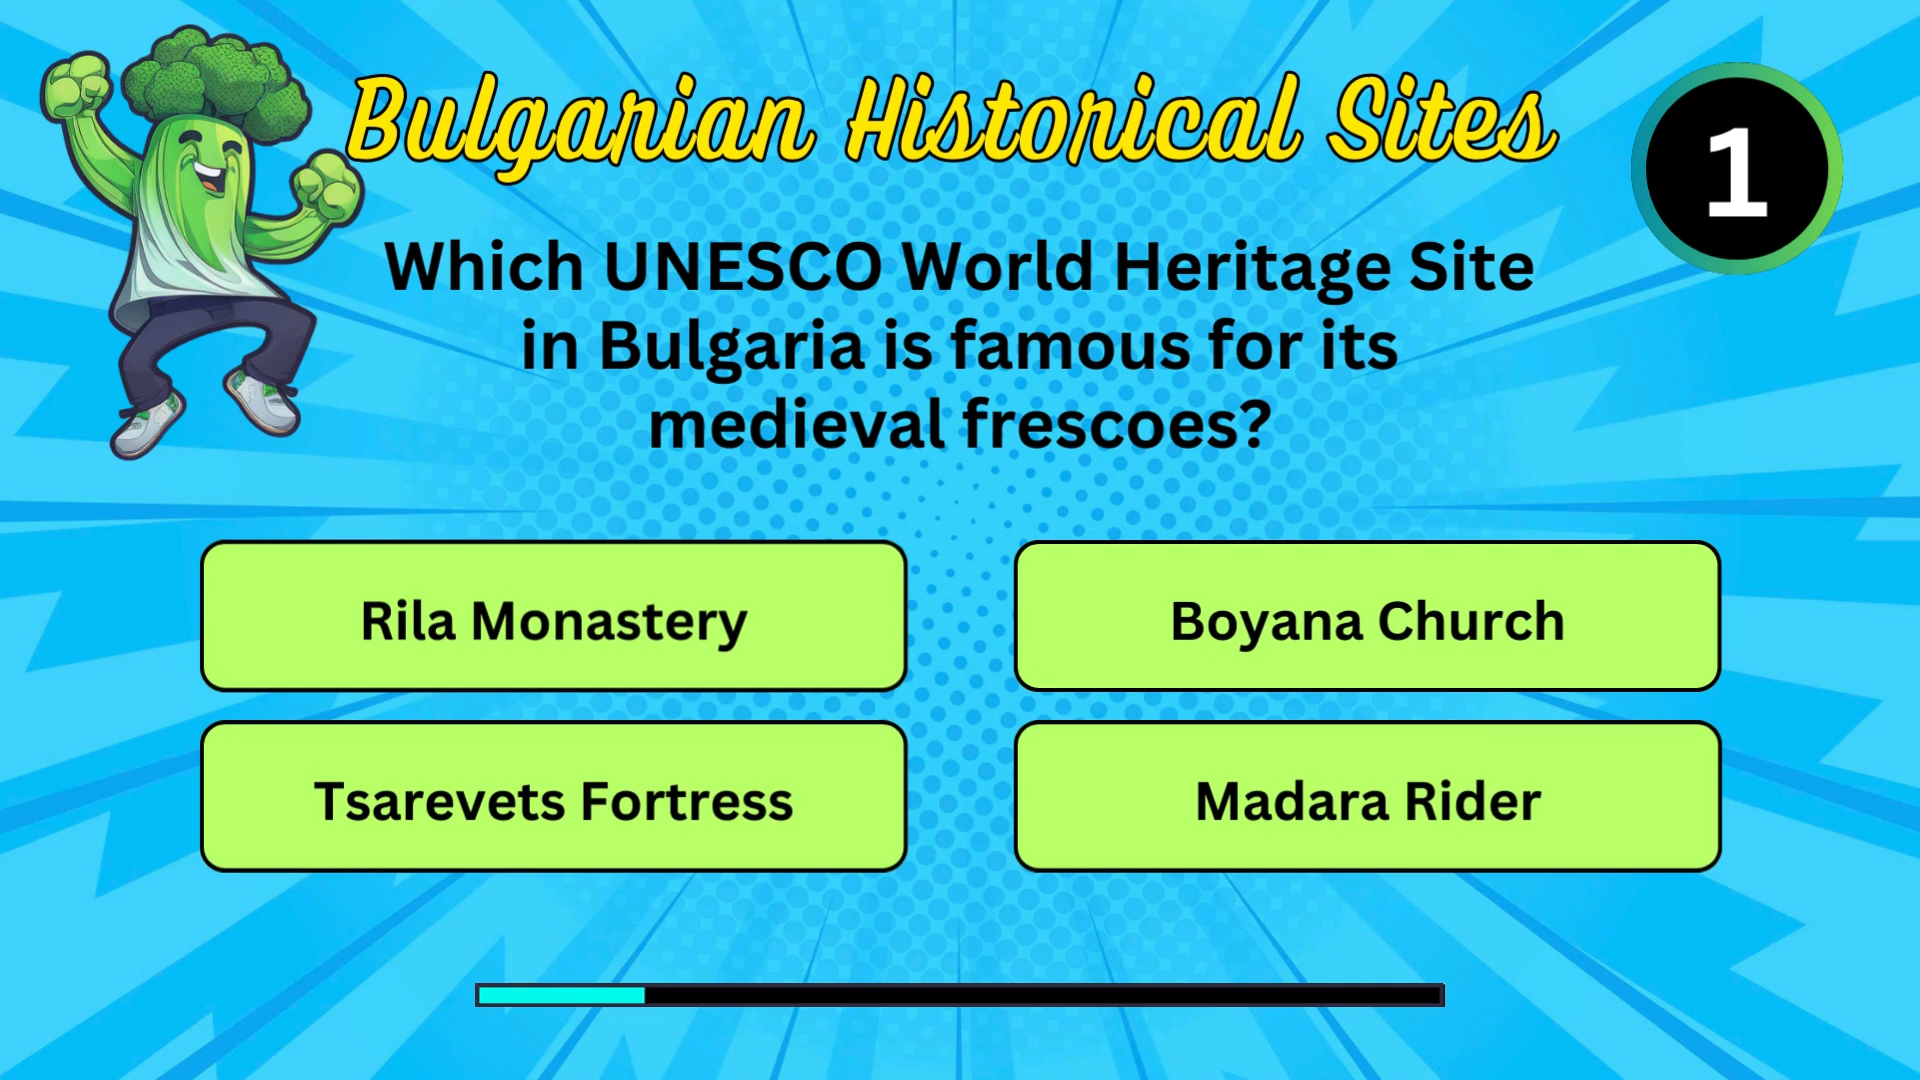 Bulgarian Historical Sites
1
Which UNESCO World Heritage Site
in Bulgaria is famous for its
medieval frescoes?
Rila Monastery
Boyana Church
Tsarevets Fortress
Madara Rider